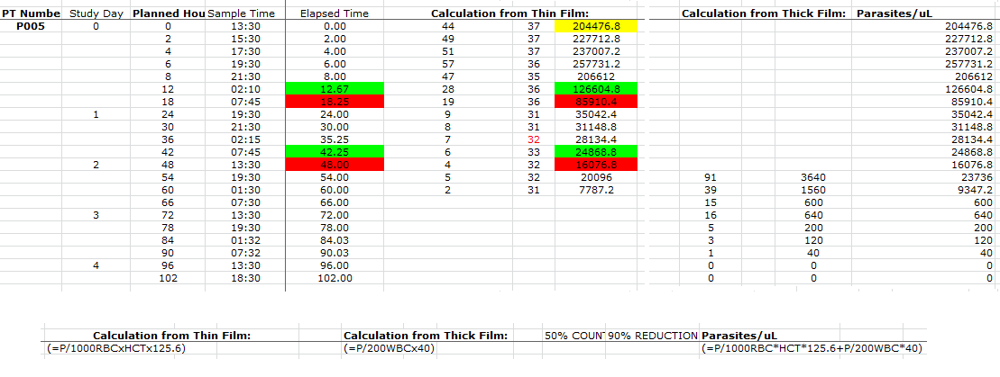 PT Numbe Study Day Planned Hou Sample Time Elapsed Time Calculation from Thin Film: Calculation from Thick Film: Parasites/uL
P005 0 0 13:30 0.00 44 37 204476.8 204476.8
2 15:30 2.00 49 37 227712.8 227712.8
4 17:30 4.00 51 37 237007.2 237007.2
6 19:30 6.00 57 36 257731.2 257731.2
8 21:30 8.00 47 35 206612 206612
12 02:10 12.67 28 36 126604.8 126604.8
18 07:45 18.25 19 36 85910.4 85910.4
1 24 19:30 24.00 9 31 35042.4 35042.4
30 21:30 30.00 8 31 31148.8 31148.8
36 02:15 35.25 7 32 28134.4 28134.4
42 07:45 42.25 6 33 24868.8 24868.8
2 48 13:30 48.00 4 32 16076.8 16076.8
54 19:30 54.00 5 32 20096 91 3640 23736
60 01:30 60.00 2 31 7787.2 39 1560 9347.2
66 07:30 66.00 15 600 600
3 72 13:30 72.00 16 640 640
78 19:30 78.00 5 200 200
84 01:32 84.03 3 120 120
90 07:32 90.03 1 40 40
4 96 13:30 96.00 0 0 0
102 18:30 102.00 0 0 0
Calculation from Thin Film: Calculation from Thick Film: 50% COUN 90% REDUCTION Parasites/uL
(=P/1000RBCxHCTx125.6) (=P/200WBCx40) (=P/1000RBC*HCT*125.6+P/200WBC*40)